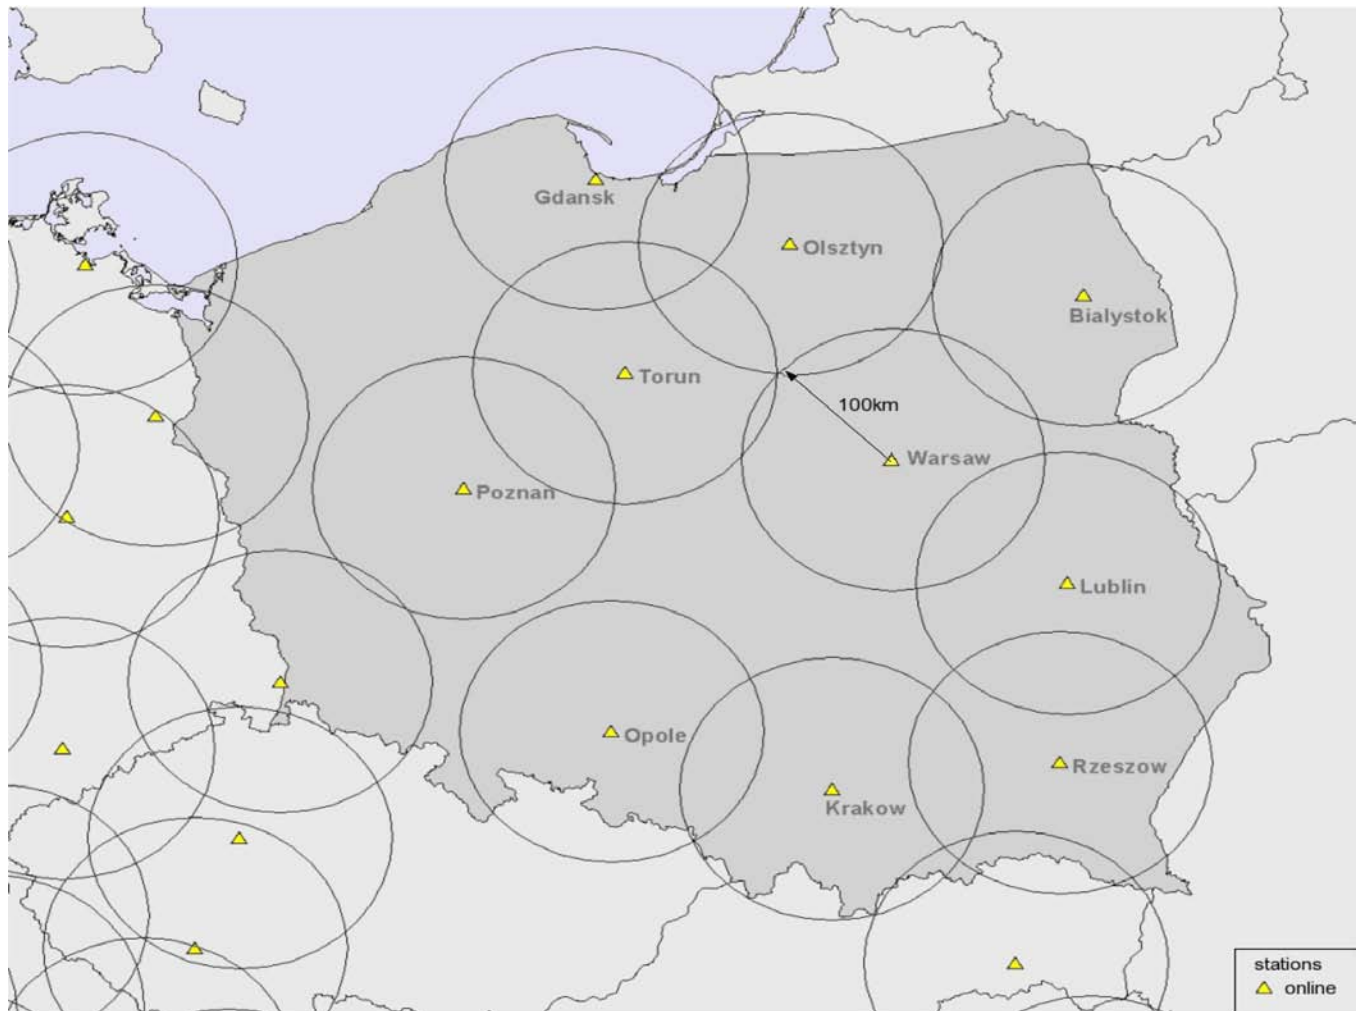 Gdansk
Olsztyn
Bialystok
Torun
100km
Warsaw
Poznan
Lublin
Opole
Rzeszow
Krakow
stations
online